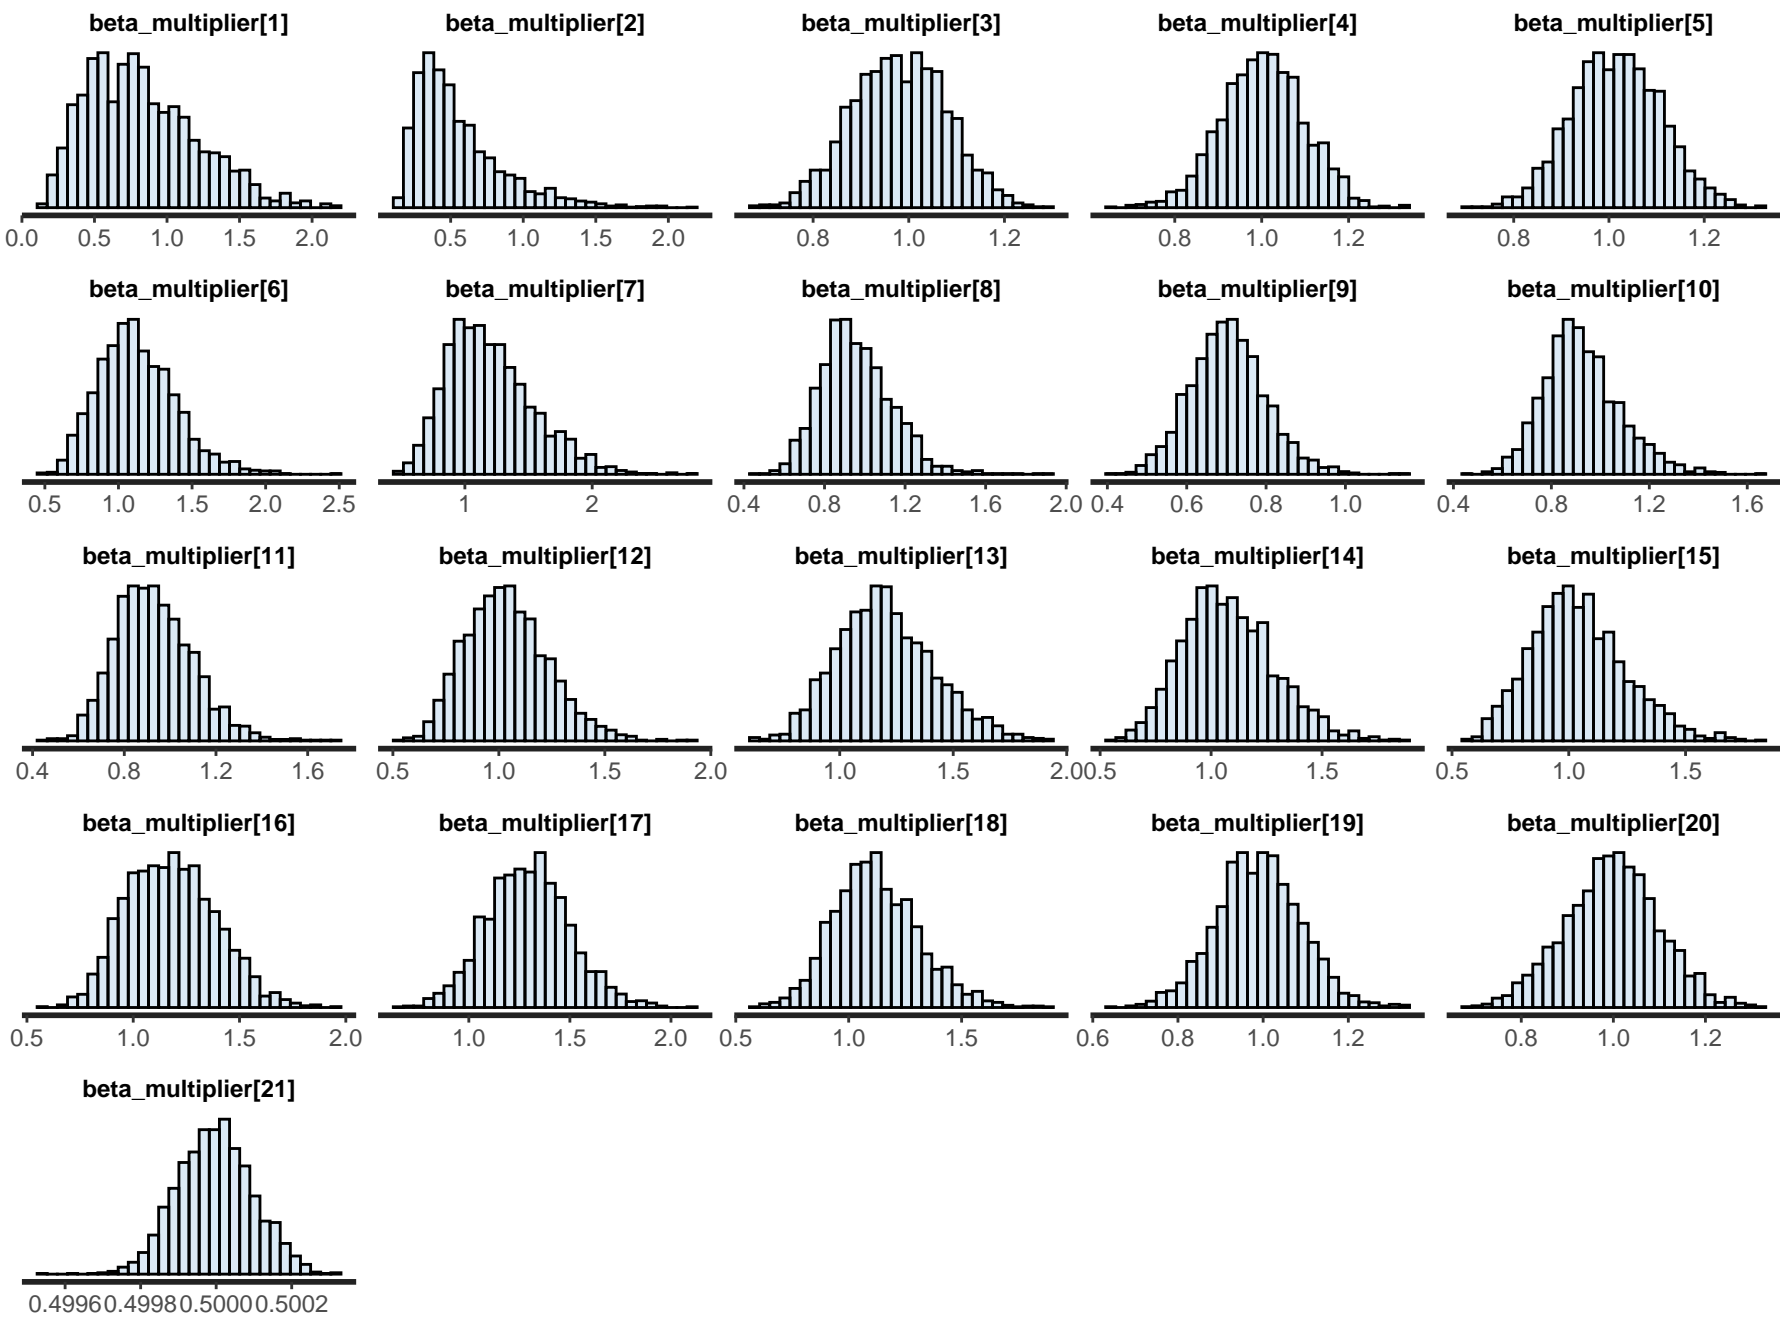 beta_multiplier[1] beta_multiplier[2] beta_multiplier[3] beta_multiplier[4] beta_multiplier[5]
0.0 0.5 1.0 1.5 2.0 0.5 1.0 1.5 2.0 0.8 1.0 1.2 0.8 1.0 1.2 0.8 1.0 1.2
beta_multiplier[6] beta_multiplier[7] beta_multiplier[8] beta_multiplier[9] beta_multiplier[10]
0.5 1.0 1.5 2.0 2.5 1 2 0.4 0.8 1.2 1.6 2.0 0.4 0.6 0.8 1.0 0.4 0.8 1.2 1.6
beta_multiplier[11] beta_multiplier[12] beta_multiplier[13] beta_multiplier[14] beta_multiplier[15]
0.4 0.8 1.2 1.6 0.5 1.0 1.5 2.0 1.0 1.5 2.0 0.5 1.0 1.5 0.5 1.0 1.5
beta_multiplier[16] beta_multiplier[17] beta_multiplier[18] beta_multiplier[19] beta_multiplier[20]
0.5 1.0 1.5 2.0 1.0 1.5 2.0 0.5 1.0 1.5 0.6 0.8 1.0 1.2 0.8 1.0 1.2
beta_multiplier[21]
0.4996 0.4998 0.5000 0.5002